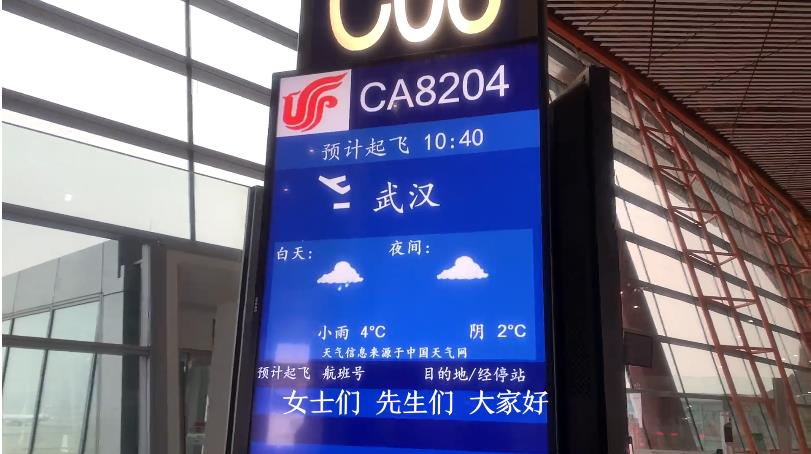 CA8204
预计起飞 10:40
武汉
白天: 夜间:
小雨 4℃ 阴 2℃
天气信息来源于中国天气网
预计起飞 航班号 目的地/经停站
女士们 先生们 大家好